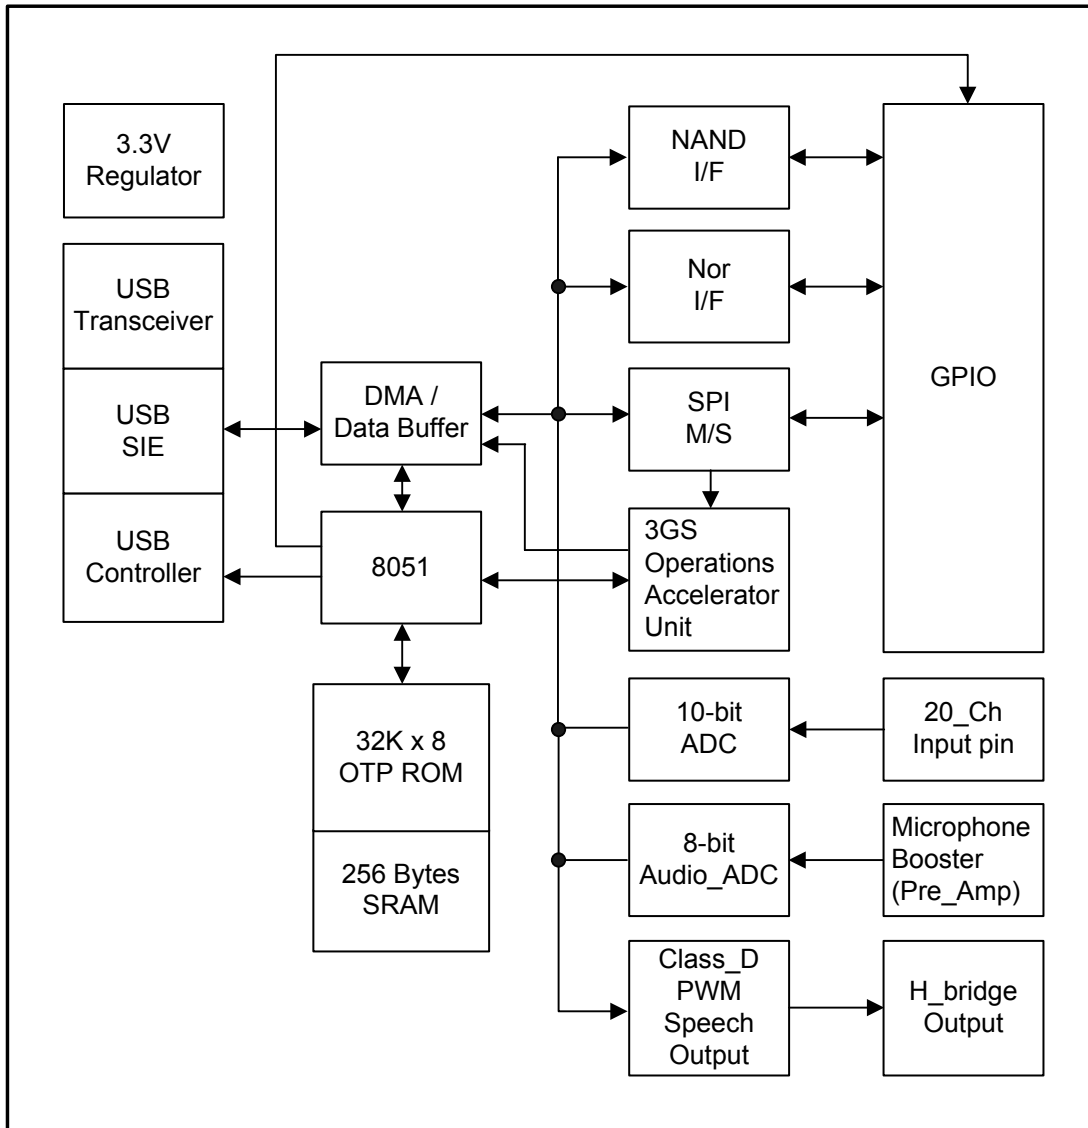 3.3V
Regulator
USB
Transceiver
USB
SIE
USB
Controller
DMA /
Data Buffer
8051
32K x 8
OTP ROM
256 Bytes
SRAM
NAND
I/F
Nor
I/F
SPI
M/S
3GS
Operations
Accelerator
Unit
10-bit
ADC
8-bit
Audio_ADC
Class_D
PWM
Speech
Output
GPIO
20_Ch
Input pin
Microphone
Booster
(Pre_Amp)
H_bridge
Output